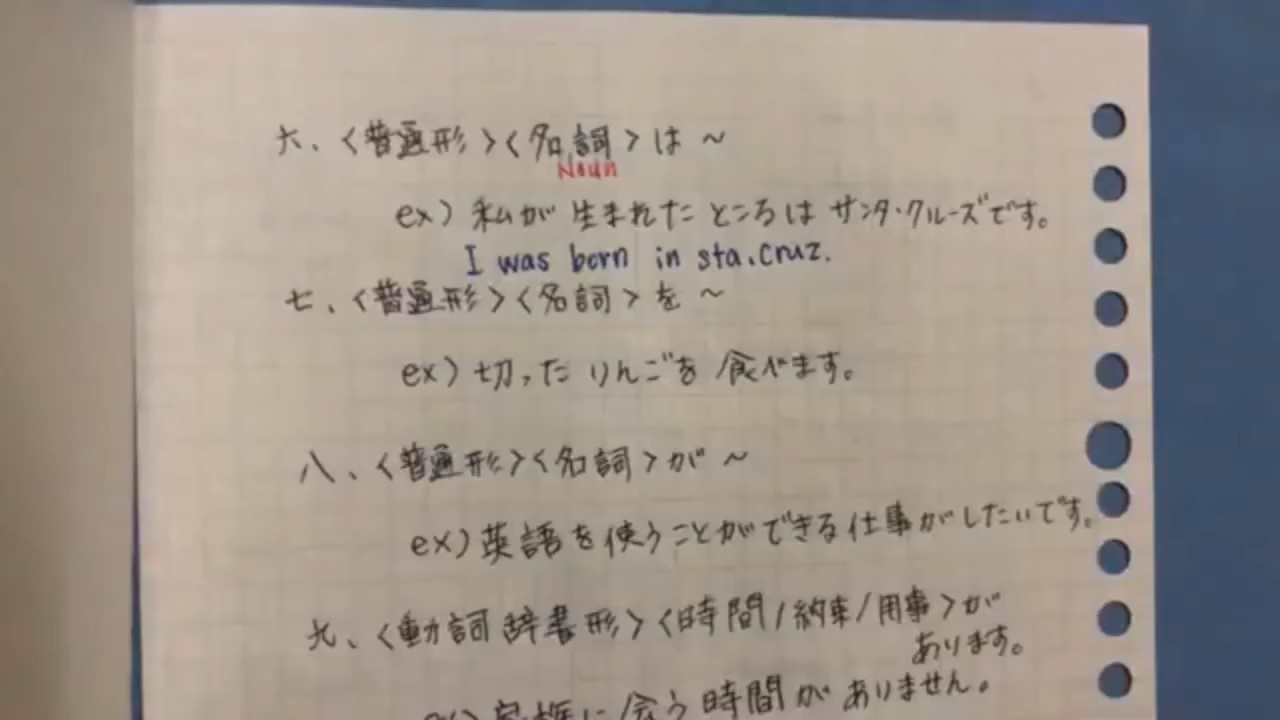 六、<普通形><名詞>は～
Noun
ex) 私が生まれたところはサンタ・クルーズです。
I was born in sta.cruz.
七、<普通形><名詞>を～
ex) 切ったりんごを食べます。
八、<普通形><名詞>が～
ex) 英語を使うことができる仕事がしたいです。
九、<動詞辞書形><時間/約束/用事>が
あります。
ex) 家族に会う時間がありません。